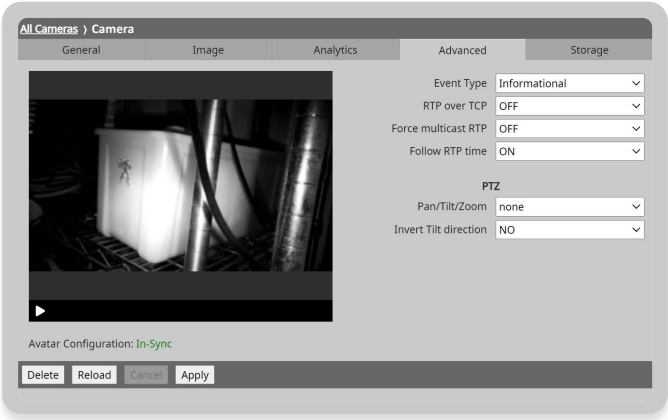 All Cameras ⟩ Camera
General Image Analytics Advanced Storage
Event Type Informational
RTP over TCP OFF
Force multicast RTP OFF
Follow RTP time ON
PTZ
Pan/Tilt/Zoom none
Invert Tilt direction NO
Avatar Configuration: In-Sync
Delete Reload Cancel Apply